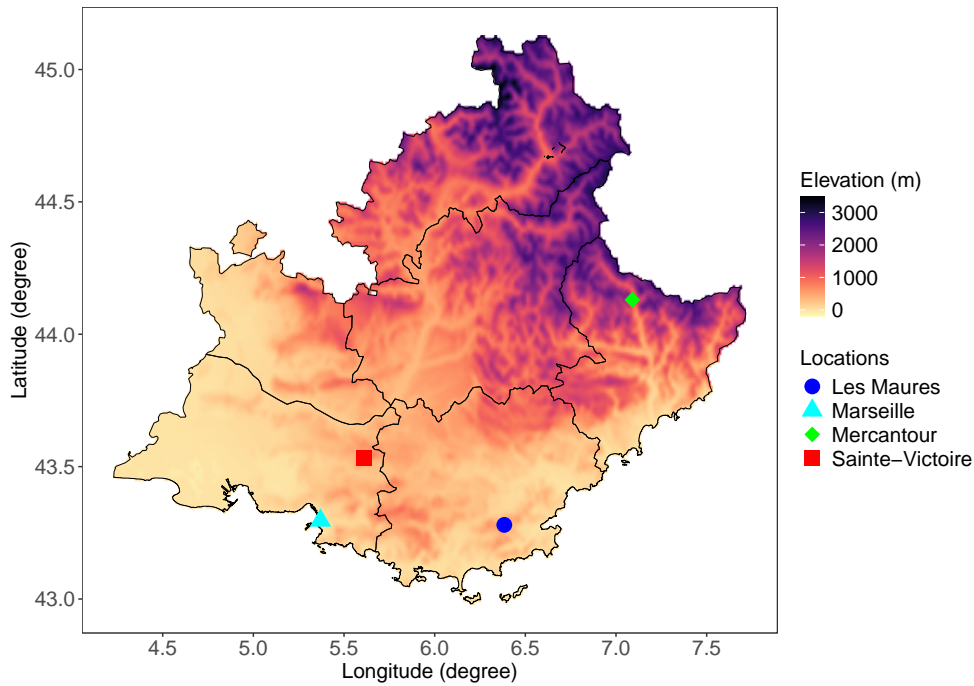 45.0
44.5
44.0
43.5
43.0
Latitude (degree)
4.5 5.0 5.5 6.0 6.5 7.0 7.5
Longitude (degree)
Elevation (m)
3000
2000
1000
0
Locations
Les Maures
Marseille
Mercantour
Sainte−Victoire